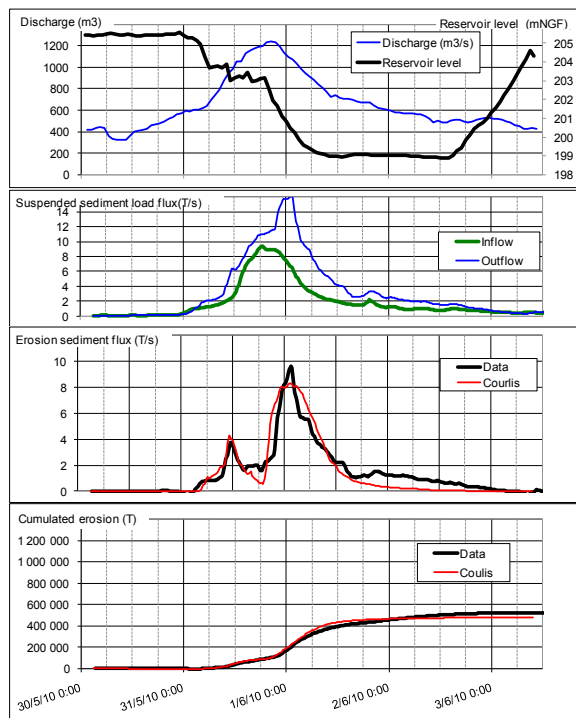 Discharge (m3)
Reservoir level (mNGF)
1200
1000
800
600
400
200
0
205
204
203
202
201
200
199
198
Discharge (m3/s)
Reservoir level
Suspended sediment load flux(T/s)
14
12
10
8
6
4
2
0
Inflow
Outflow
Erosion sediment flux (T/s)
10
8
6
4
2
0
Data
Courlis
Cumulated erosion (T)
1 200 000
1 000 000
800 000
600 000
400 000
200 000
0
Data
Coulis
30/5/10 0:00
31/5/10 0:00
1/6/10 0:00
2/6/10 0:00
3/6/10 0:00